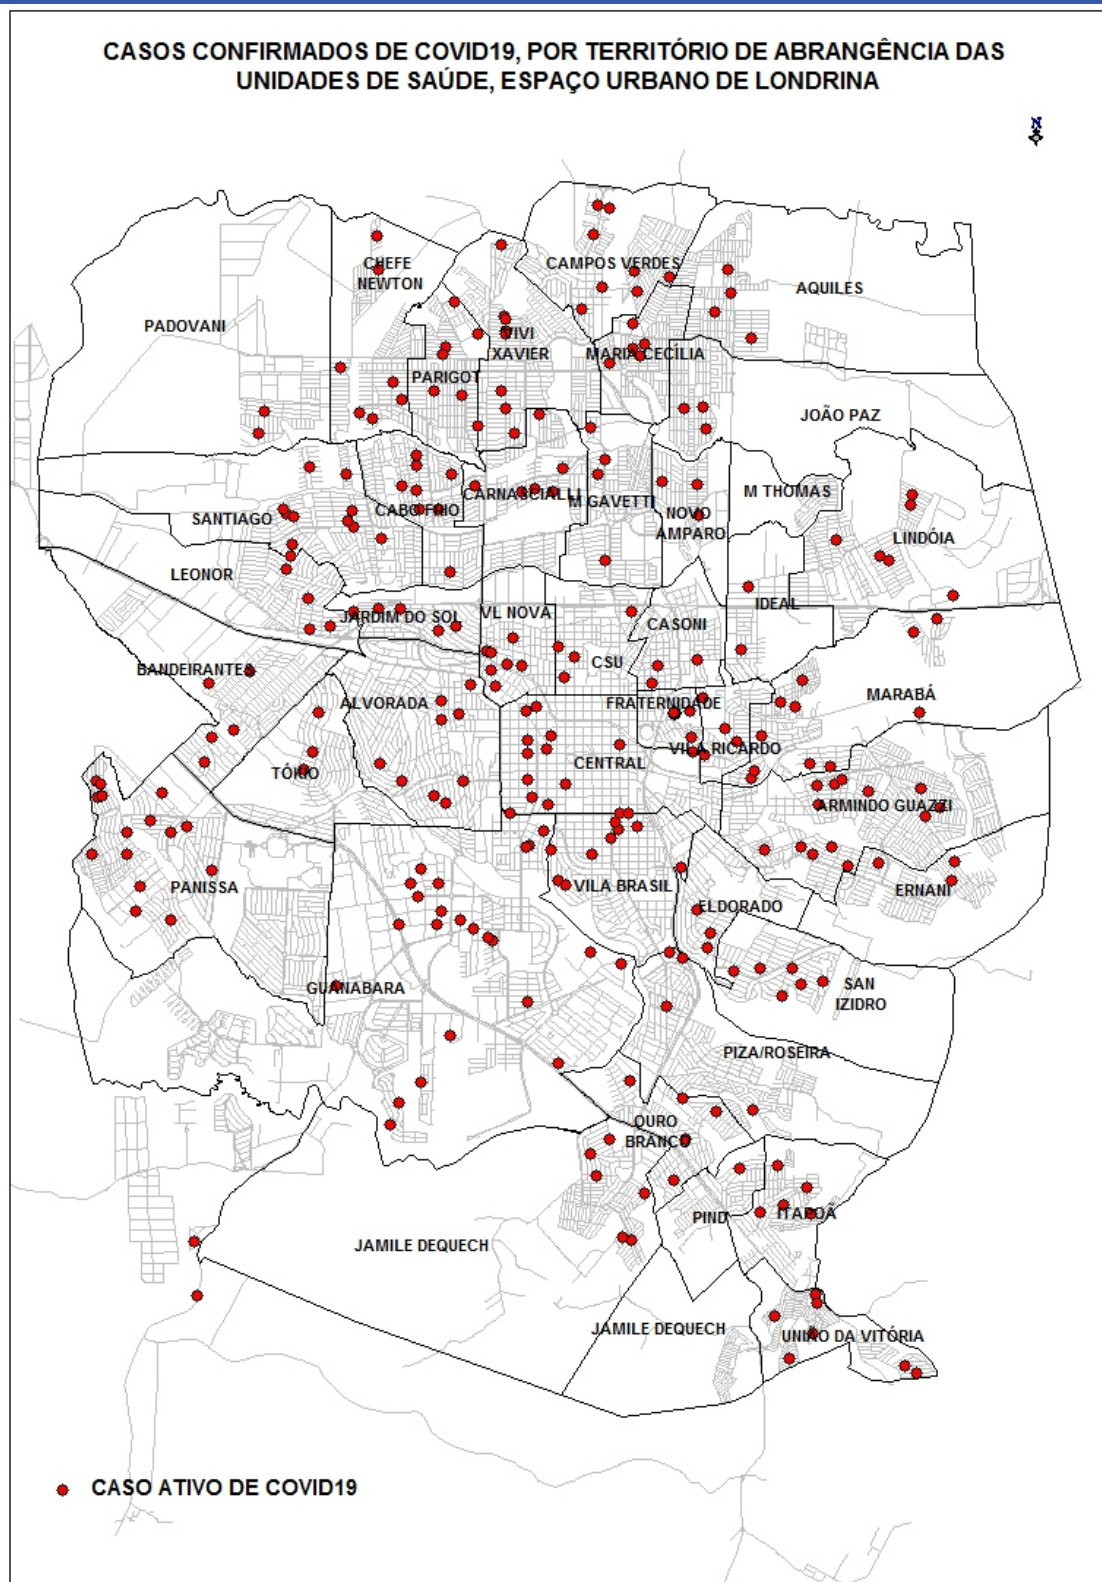 CASOS CONFIRMADOS DE COVID19, POR TERRITÓRIO DE ABRANGÊNCIA DAS
UNIDADES DE SAÚDE, ESPAÇO URBANO DE LONDRINA
N
CHEFE
NEWTON
CAMPOS VERDES
AQUILES
PADOVANI
VIVI
XAVIER
MARIA CECÍLIA
PARIGOT
JOÃO PAZ
CARNASCIALLI
M GAVETTI
M THOMAS
SANTIAGO
CABO FRIO
NOVO
AMPARO
LINDÓIA
LEONOR
IDEAL
JARDIM DO SOL
VL NOVA
CASONI
BANDEIRANTES
CSU
MARABÁ
ALVORADA
FRATERNIDADE
VILA RICARDO
TÓKIO
CENTRAL
ARMINDO GUAZZI
PANISSA
VILA BRASIL
ERNANI
ELDORADO
GUANABARA
SAN
IZIDRO
PIZA/ROSEIRA
OURO
BRANCO
PIND
ITAPOÃ
JAMILE DEQUECH
JAMILE DEQUECH
UNIÃO DA VITÓRIA
CASO ATIVO DE COVID19